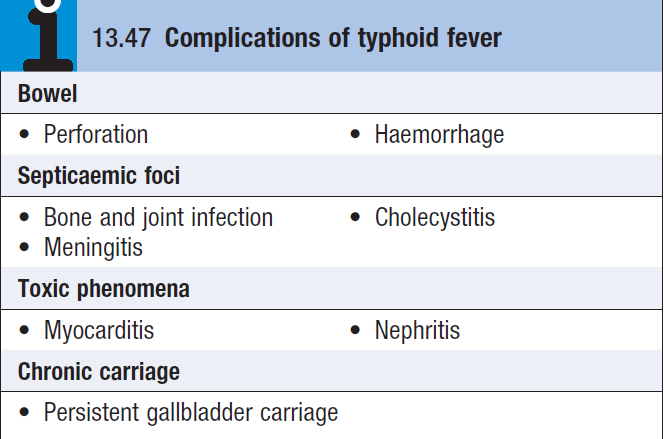 i
13.47 Complications of typhoid fever
Bowel
• Perforation • Haemorrhage
Septicaemic foci
• Bone and joint infection • Cholecystitis
• Meningitis
Toxic phenomena
• Myocarditis • Nephritis
Chronic carriage
• Persistent gallbladder carriage